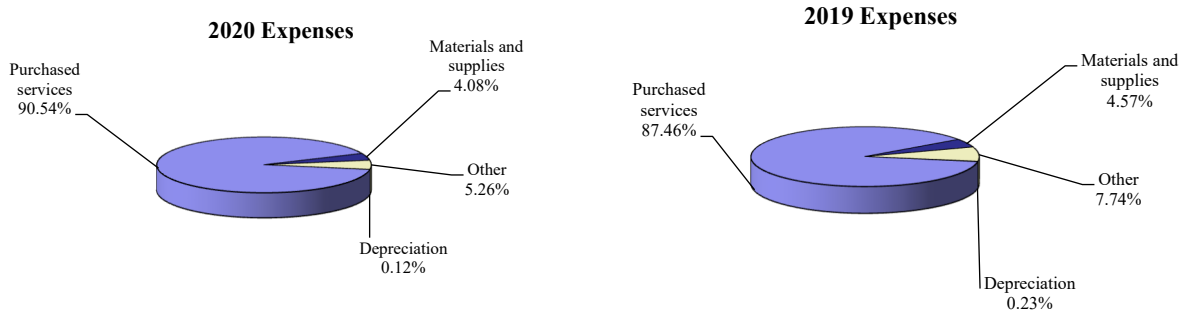 2020 Expenses
Purchased
services
90.54%
Materials and
supplies
4.08%
Other
5.26%
Depreciation
0.12%
2019 Expenses
Purchased
services
87.46%
Materials and
supplies
4.57%
Other
7.74%
Depreciation
0.23%